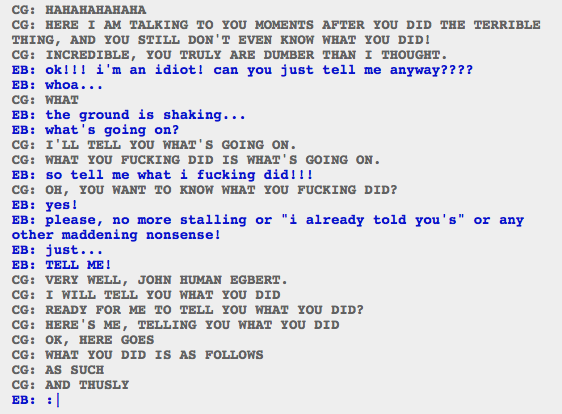 CG: HAHAHAHAHAHA
CG: HERE I AM TALKING TO YOU MOMENTS AFTER YOU DID THE TERRIBLE
THING, AND YOU STILL DON'T EVEN KNOW WHAT YOU DID!
CG: INCREDIBLE, YOU TRULY ARE DUMBER THAN I THOUGHT.
EB: ok!!! i'm an idiot! can you just tell me anyway????
EB: whoa...
CG: WHAT
EB: the ground is shaking...
EB: what's going on?
CG: I'LL TELL YOU WHAT'S GOING ON.
CG: WHAT YOU FUCKING DID IS WHAT'S GOING ON.
EB: so tell me what i fucking did!!!
CG: OH, YOU WANT TO KNOW WHAT YOU FUCKING DID?
EB: yes!
EB: please, no more stalling or "i already told you's" or any
other maddening nonsense!
EB: just...
EB: TELL ME!
CG: VERY WELL, JOHN HUMAN EGBERT.
CG: I WILL TELL YOU WHAT YOU DID
CG: READY FOR ME TO TELL YOU WHAT YOU DID?
CG: HERE'S ME, TELLING YOU WHAT YOU DID
CG: OK, HERE GOES
CG: WHAT YOU DID IS AS FOLLOWS
CG: AS SUCH
CG: AND THUSLY
EB: :|